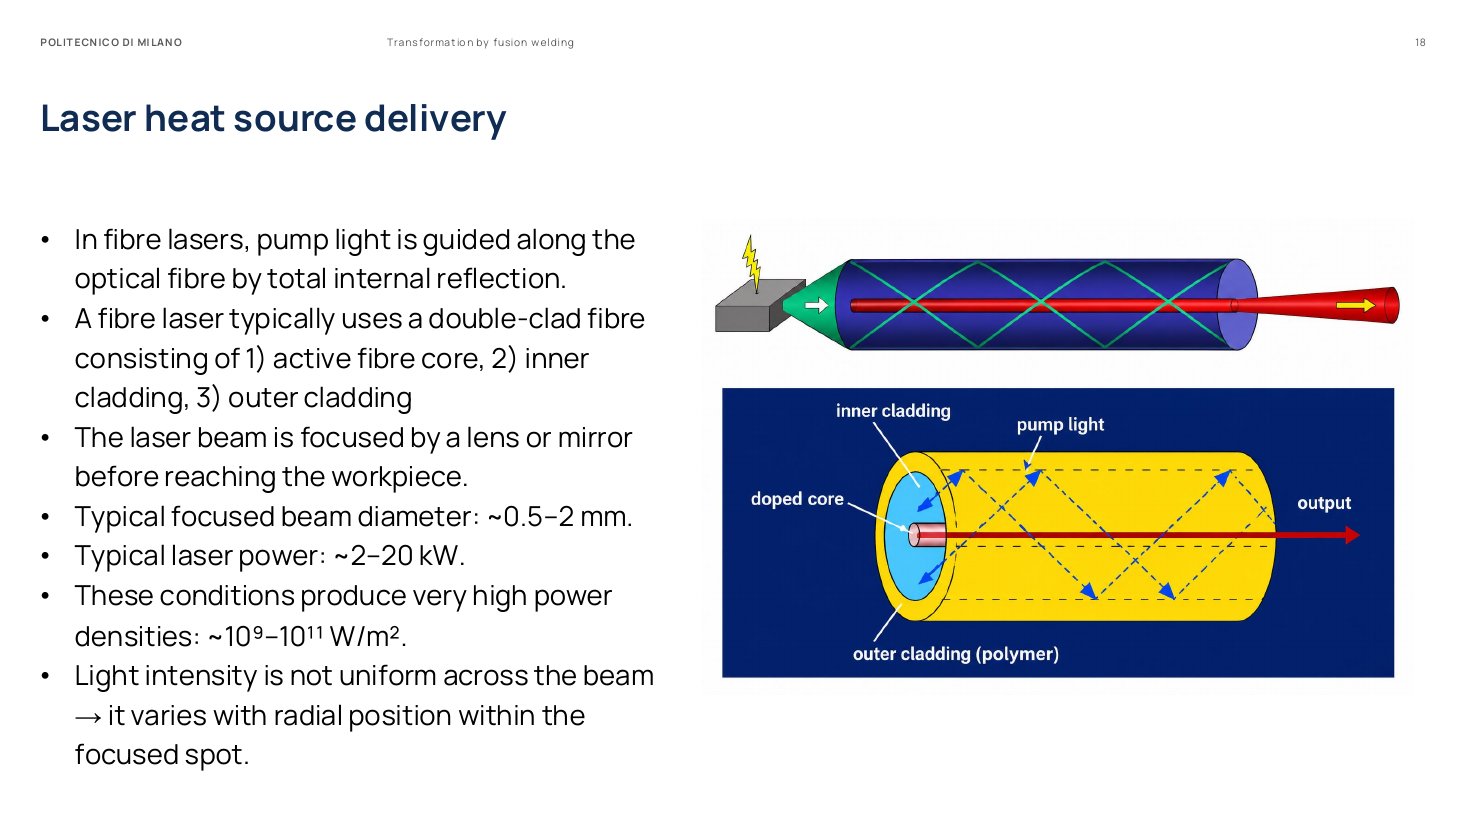 POLITECNICO DI MILANO
Transformation by fusion welding
18
Laser heat source delivery
• In fibre lasers, pump light is guided along the
optical fibre by total internal reflection.
• A fibre laser typically uses a double-clad fibre
consisting of 1) active fibre core, 2) inner
cladding, 3) outer cladding
• The laser beam is focused by a lens or mirror
before reaching the workpiece.
• Typical focused beam diameter: ~0.5–2 mm.
• Typical laser power: ~2–20 kW.
• These conditions produce very high power
densities: ~10⁹–10¹¹ W/m².
• Light intensity is not uniform across the beam
→ it varies with radial position within the
focused spot.
inner cladding
pump light
doped core
output
outer cladding (polymer)